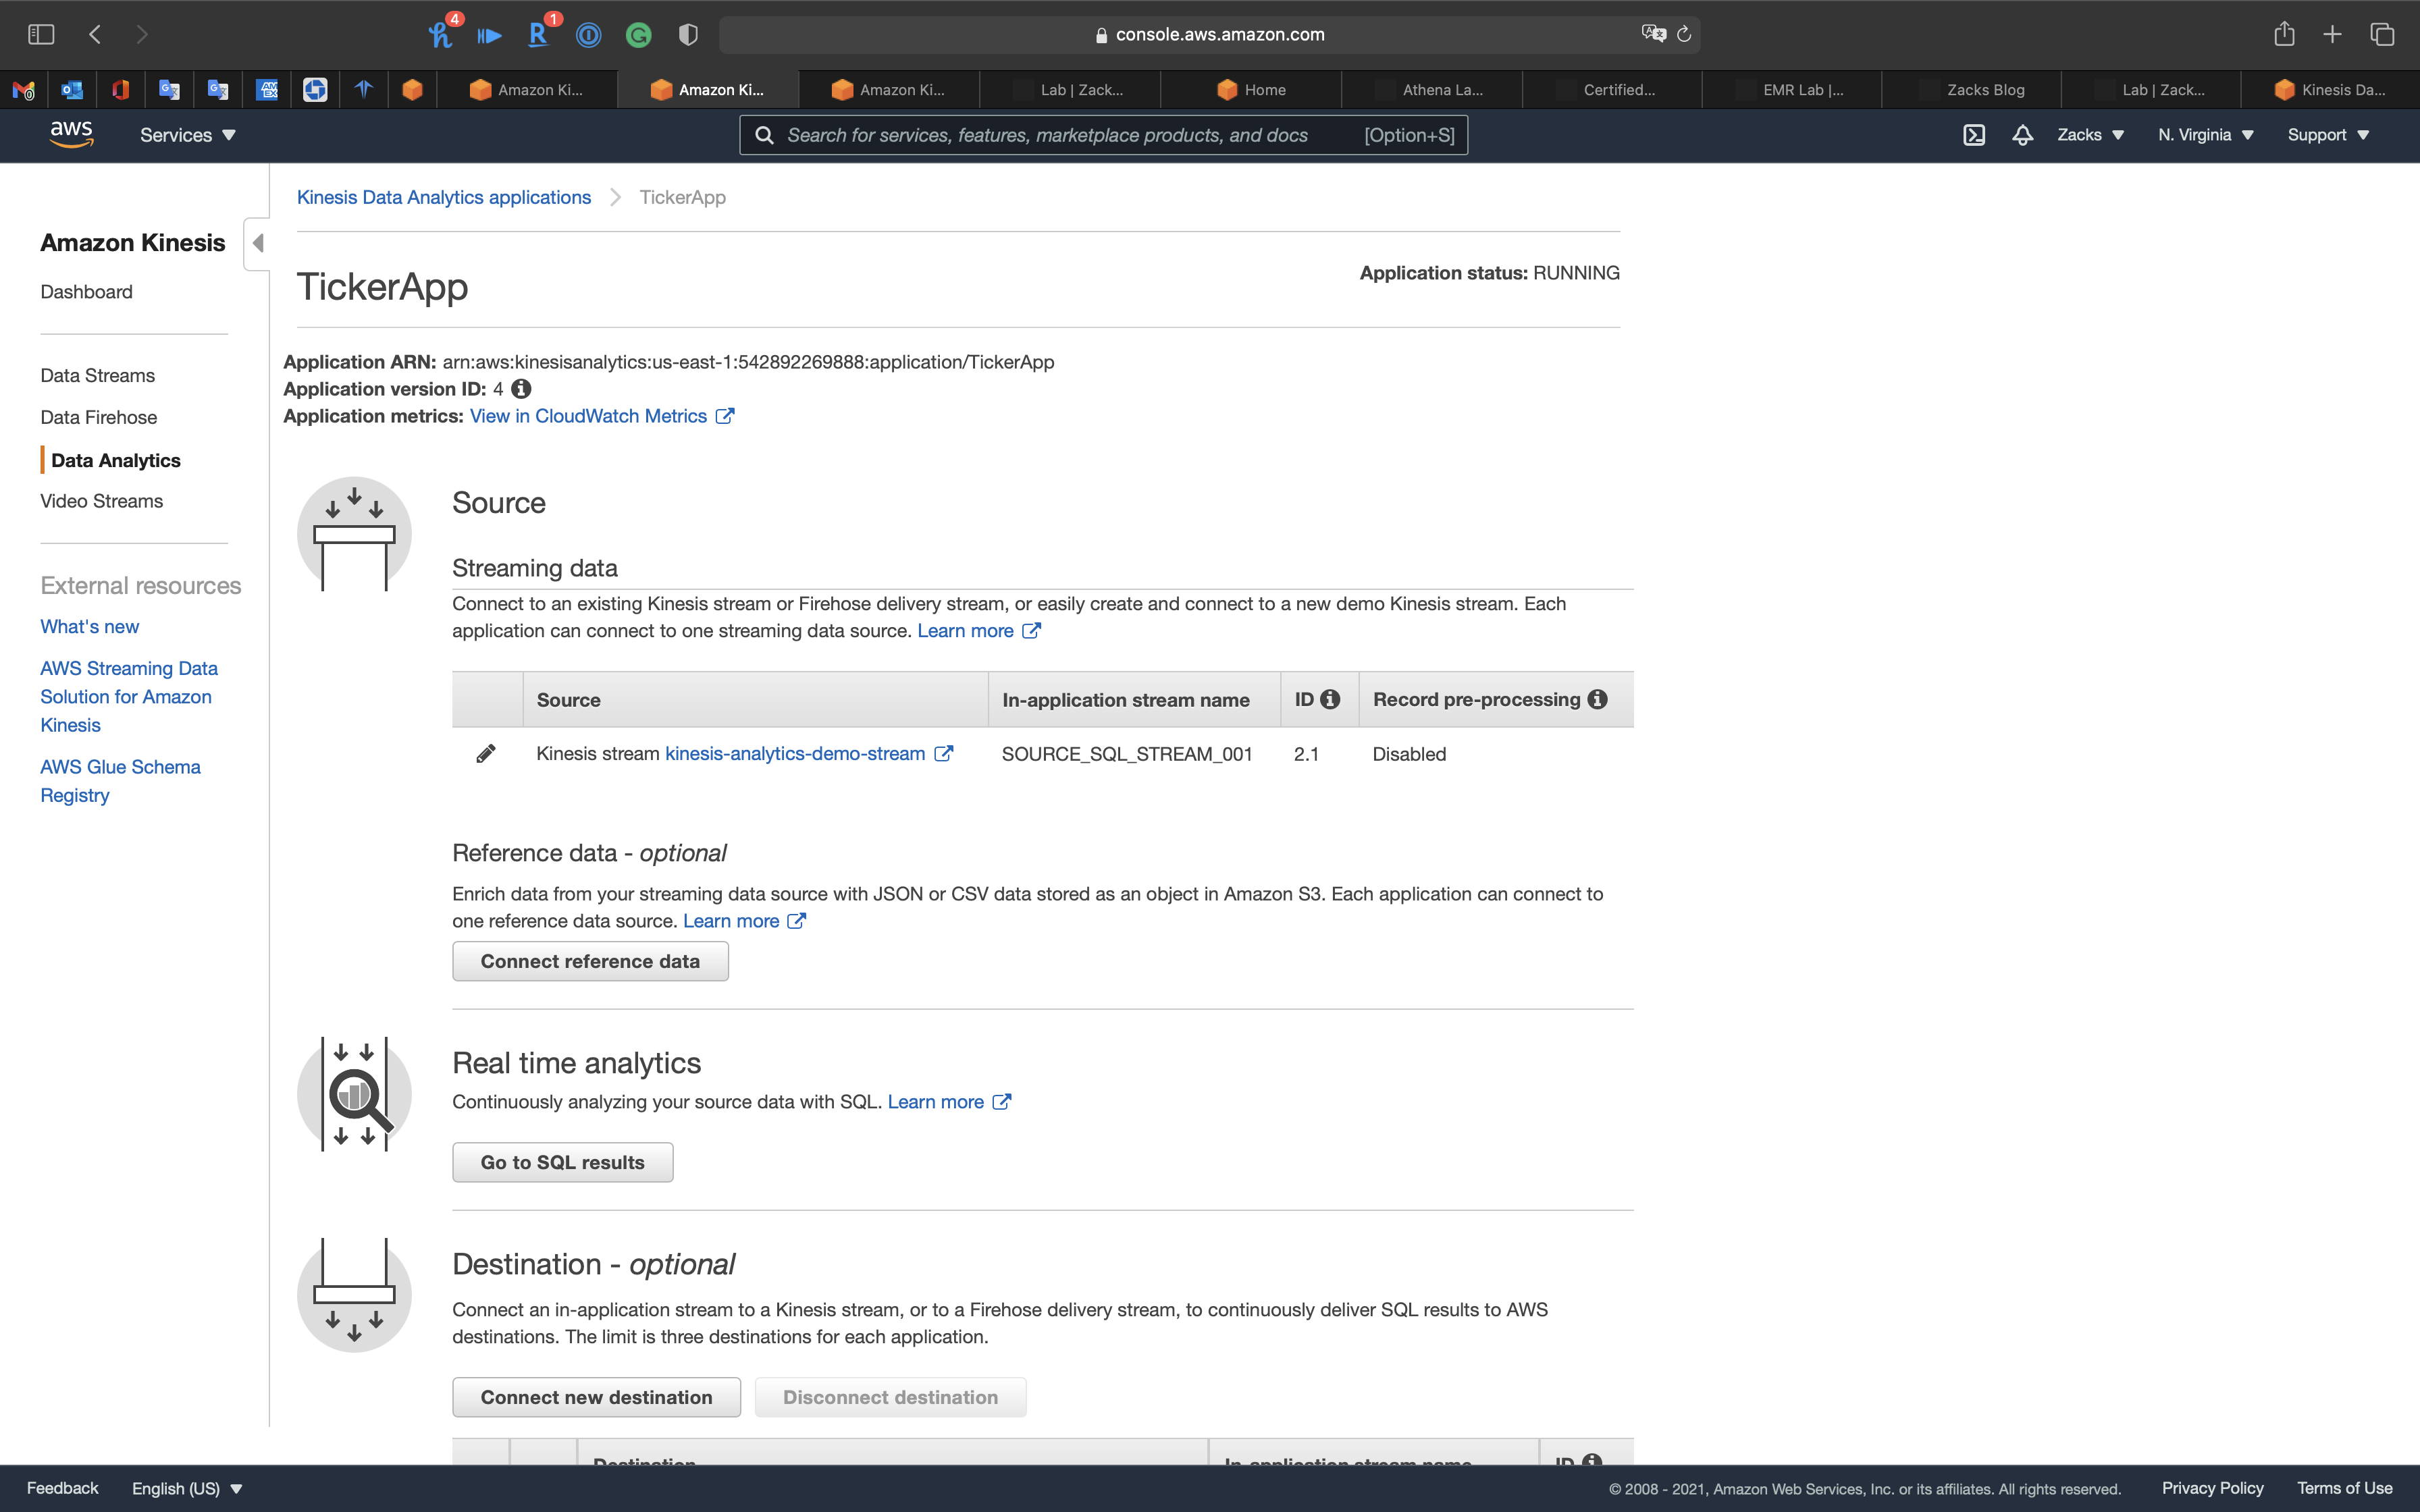 4
1
console.aws.amazon.com
Amazon Ki...
Amazon Ki...
Amazon Ki...
Lab | Zack...
Home
Athena La...
Certified...
EMR Lab |...
Zacks Blog
Lab | Zack...
Kinesis Da...
aws
Services
Search for services, features, marketplace products, and docs [Option+S]
Zacks
N. Virginia
Support
Amazon Kinesis
Dashboard
Data Streams
Data Firehose
Data Analytics
Video Streams
External resources
What's new
AWS Streaming Data
Solution for Amazon
Kinesis
AWS Glue Schema
Registry
Kinesis Data Analytics applications > TickerApp
TickerApp
Application status: RUNNING
Application ARN: arn:aws:kinesisanalytics:us-east-1:542892269888:application/TickerApp
Application version ID: 4
Application metrics: View in CloudWatch Metrics
Source
Streaming data
Connect to an existing Kinesis stream or Firehose delivery stream, or easily create and connect to a new demo Kinesis stream. Each
application can connect to one streaming data source. Learn more
Source In-application stream name ID Record pre-processing
Kinesis stream kinesis-analytics-demo-stream SOURCE_SQL_STREAM_001 2.1 Disabled
Reference data - optional
Enrich data from your streaming data source with JSON or CSV data stored as an object in Amazon S3. Each application can connect to
one reference data source. Learn more
Connect reference data
Real time analytics
Continuously analyzing your source data with SQL. Learn more
Go to SQL results
Destination - optional
Connect an in-application stream to a Kinesis stream, or to a Firehose delivery stream, to continuously deliver SQL results to AWS
destinations. The limit is three destinations for each application.
Connect new destination
Disconnect destination
Destination In-application stream name ID
Feedback
English (US)
© 2008 - 2021, Amazon Web Services, Inc. or its affiliates. All rights reserved.
Privacy Policy
Terms of Use